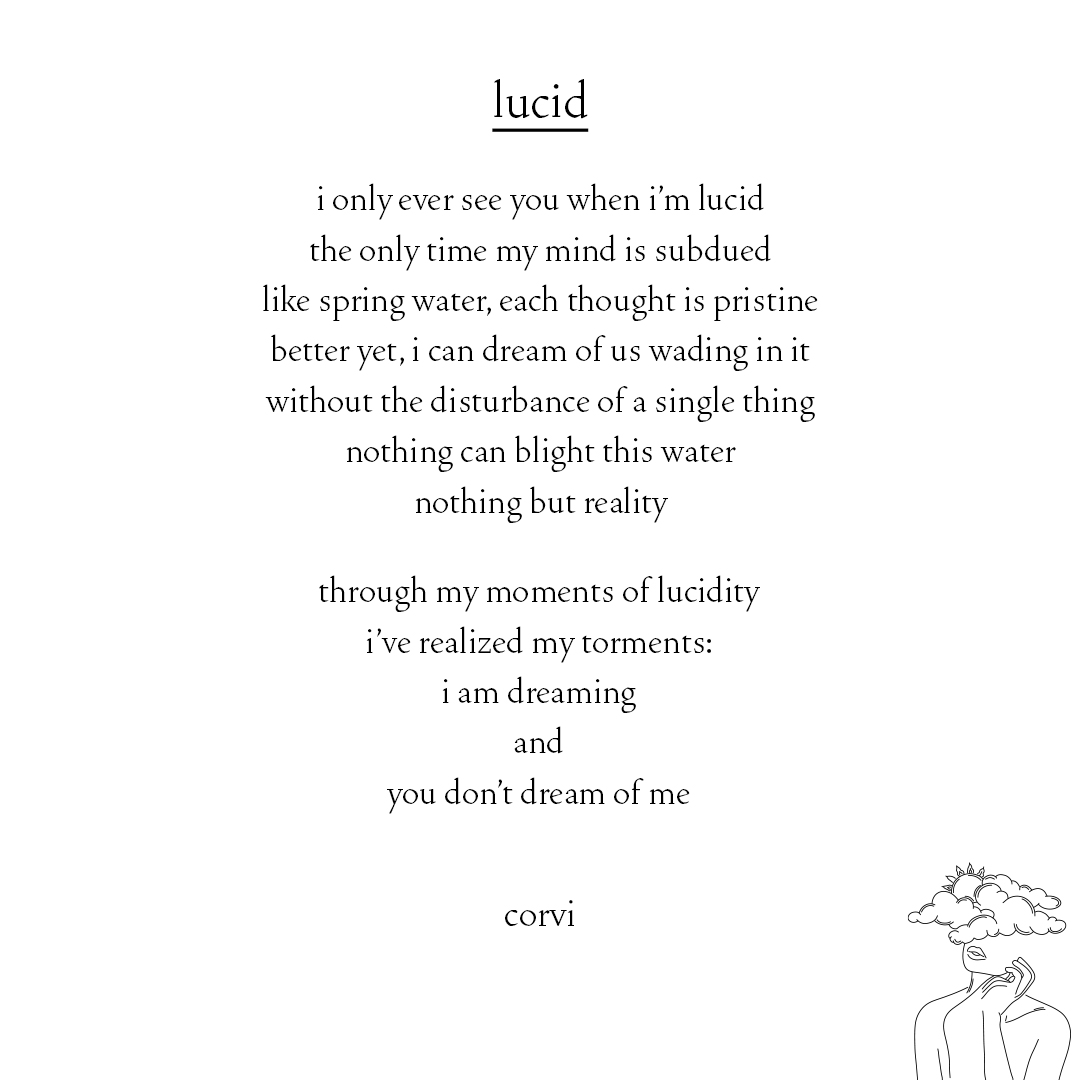 lucid
i only ever see you when i’m lucid
the only time my mind is subdued
like spring water, each thought is pristine
better yet, i can dream of us wading in it
without the disturbance of a single thing
nothing can blight this water
nothing but reality
through my moments of lucidity
i’ve realized my torments:
i am dreaming
and
you don’t dream of me
corvi